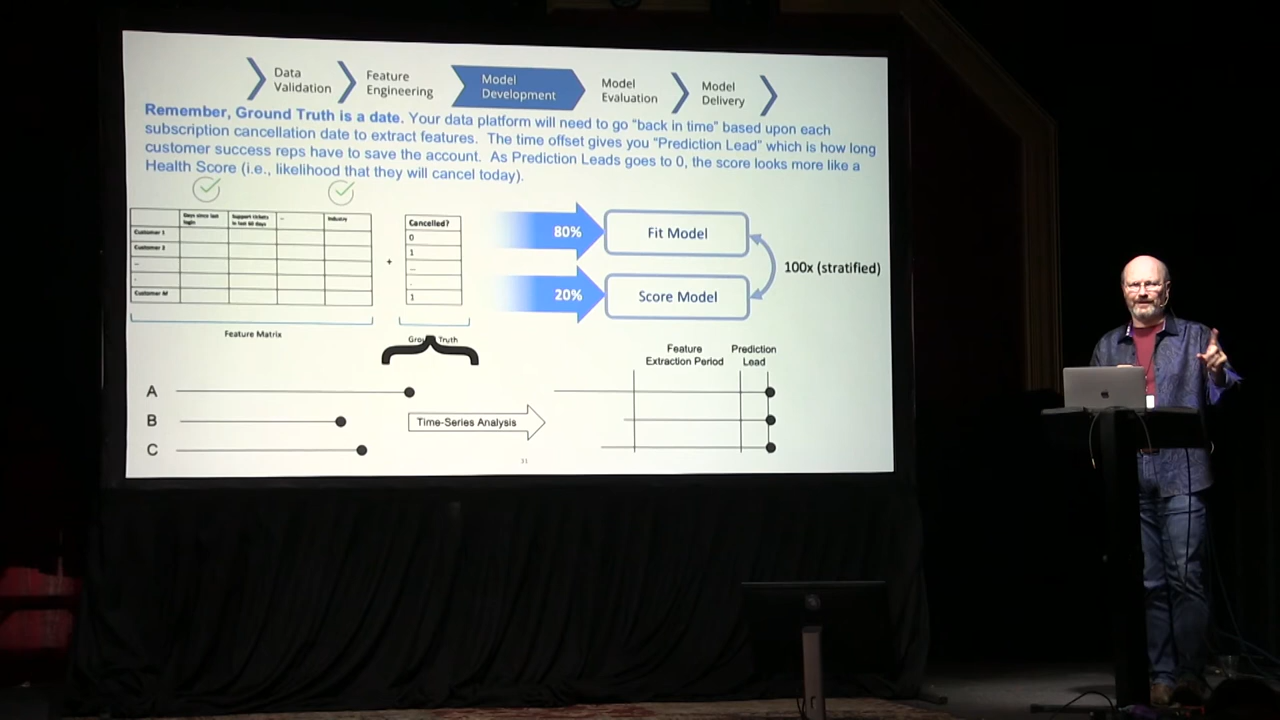 Data
Validation
Feature
Engineering
Model
Development
Model
Evaluation
Model
Delivery
Remember, Ground Truth is a date. Your data platform will need to go "back in time" based upon each
subscription cancellation date to extract features. The time offset gives you "Prediction Lead" which is how long
customer success reps have to save the account. As Prediction Leads goes to 0, the score looks more like a
Health Score (i.e., likelihood that they will cancel today).
Days since last
login
Support tickets
in last 60 days
...
Industry
Customer 1
Customer 2
...
.
Customer M
Feature Matrix
+
Cancelled?
0
1
...
.
1
Grou Truth
80%
Fit Model
20%
Score Model
100x (stratified)
A
B
C
Time-Series Analysis
Feature
Extraction Period
Prediction
Lead
31